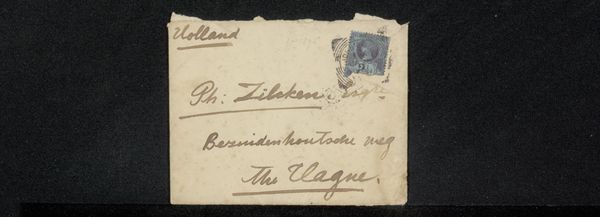 Holland
Ph: Zilcken Esqre
Bezuidenhoutsche weg
the Hague.